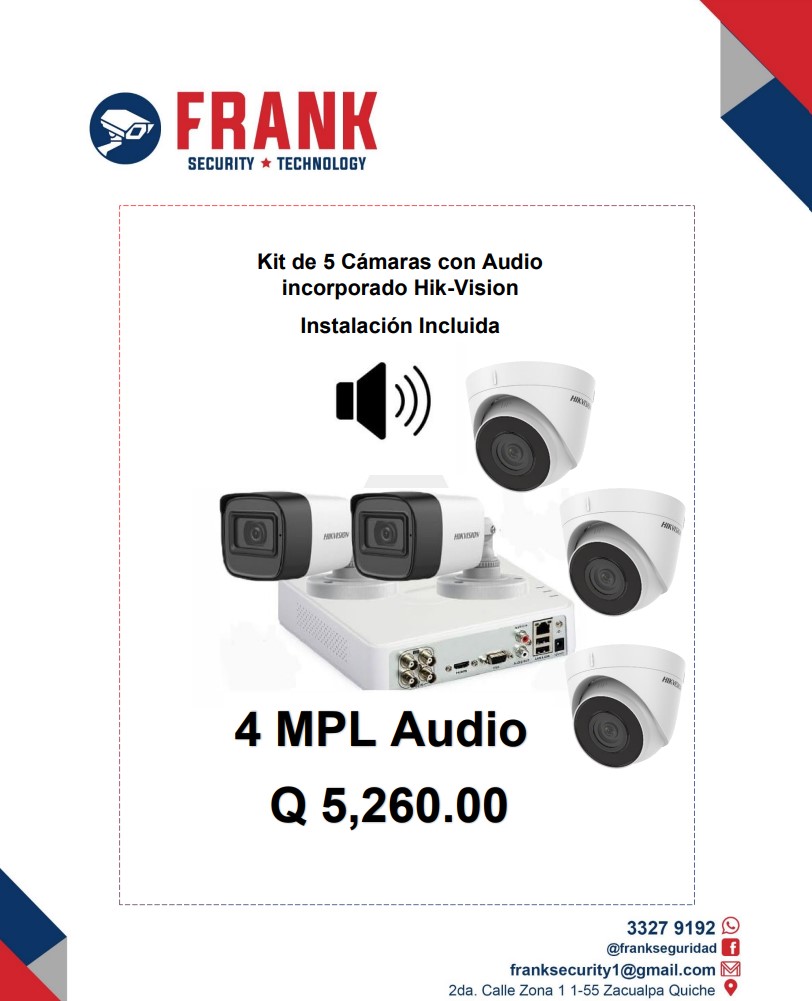 FRANK
SECURITY ★ TECHNOLOGY
Kit de 5 Cámaras con Audio
incorporado Hik-Vision
Instalación Incluida
HIKVISION
HIKVISION
HIKVISION
HIKVISION
HIKVISION
4 MPL Audio
Q 5,260.00
3327 9192
@frankseguridad
franksecurity1@gmail.com
2da. Calle Zona 1 1-55 Zacualpa Quiche